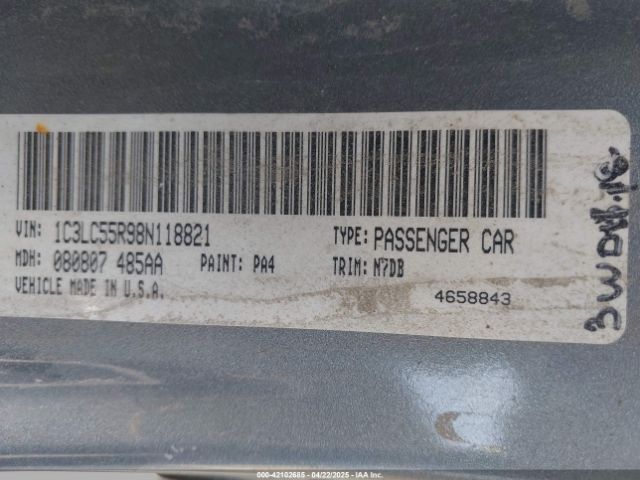 VIN: 1C3LC55R98N118821 TYPE: PASSENGER CAR
MDH: 080807 485AA PAINT: PA4 TRIM: N7DB
VEHICLE MADE IN U.S.A. 4658843
000-42102685 - 04/22/2025 - IAA Inc.